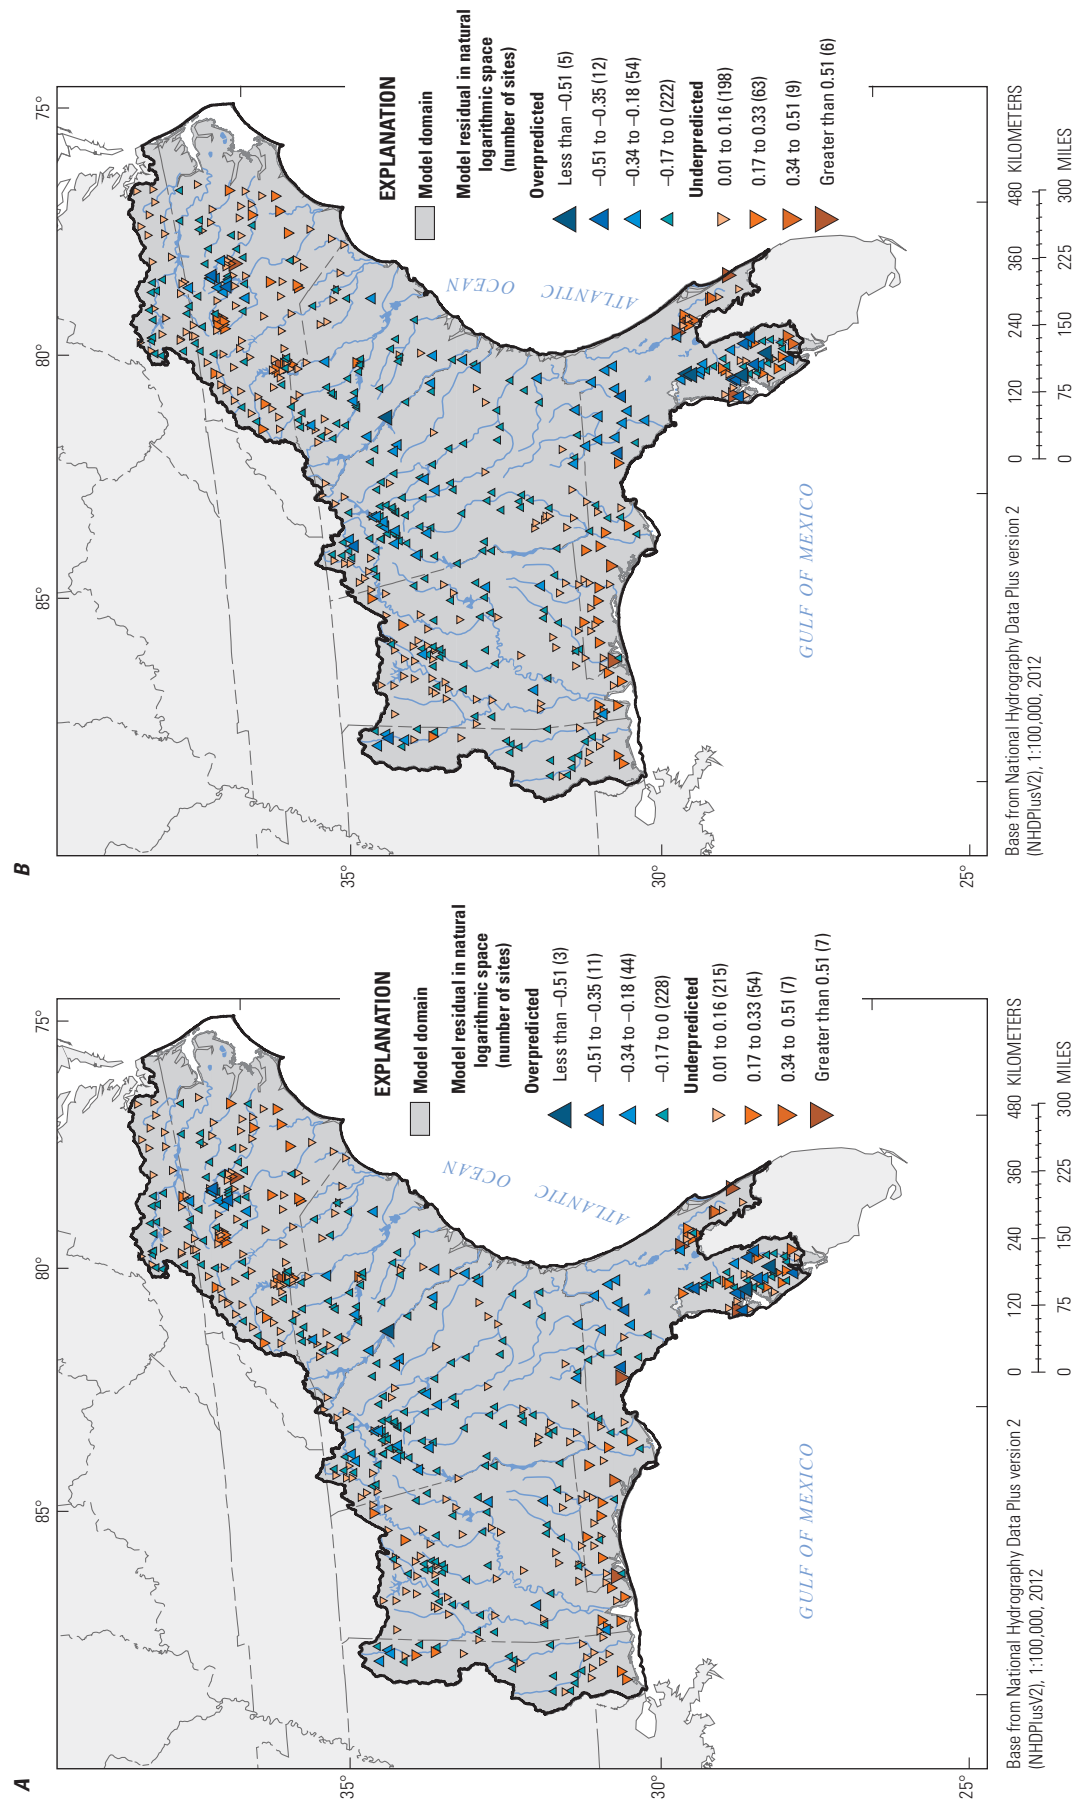 A
75°
80°
85°
35°
30°
25°
ATLANTIC
OCEAN
GULF OF MEXICO
EXPLANATION
Model domain
Model residual in natural
logarithmic space
(number of sites)
Overpredicted
Less than −0.51 (3)
−0.51 to −0.35 (11)
−0.34 to −0.18 (44)
−0.17 to 0 (228)
Underpredicted
0.01 to 0.16 (215)
0.17 to 0.33 (54)
0.34 to 0.51 (7)
Greater than 0.51 (7)
Base from National Hydrography Data Plus version 2
(NHDPlusV2), 1:100,000, 2012
0 120 240 360 480 KILOMETERS
0 75 150 225 300 MILES
B
75°
80°
85°
35°
30°
25°
ATLANTIC
OCEAN
GULF OF MEXICO
EXPLANATION
Model domain
Model residual in natural
logarithmic space
(number of sites)
Overpredicted
Less than −0.51 (5)
−0.51 to −0.35 (12)
−0.34 to −0.18 (54)
−0.17 to 0 (222)
Underpredicted
0.01 to 0.16 (198)
0.17 to 0.33 (63)
0.34 to 0.51 (9)
Greater than 0.51 (6)
Base from National Hydrography Data Plus version 2
(NHDPlusV2), 1:100,000, 2012
0 120 240 360 480 KILOMETERS
0 75 150 225 300 MILES